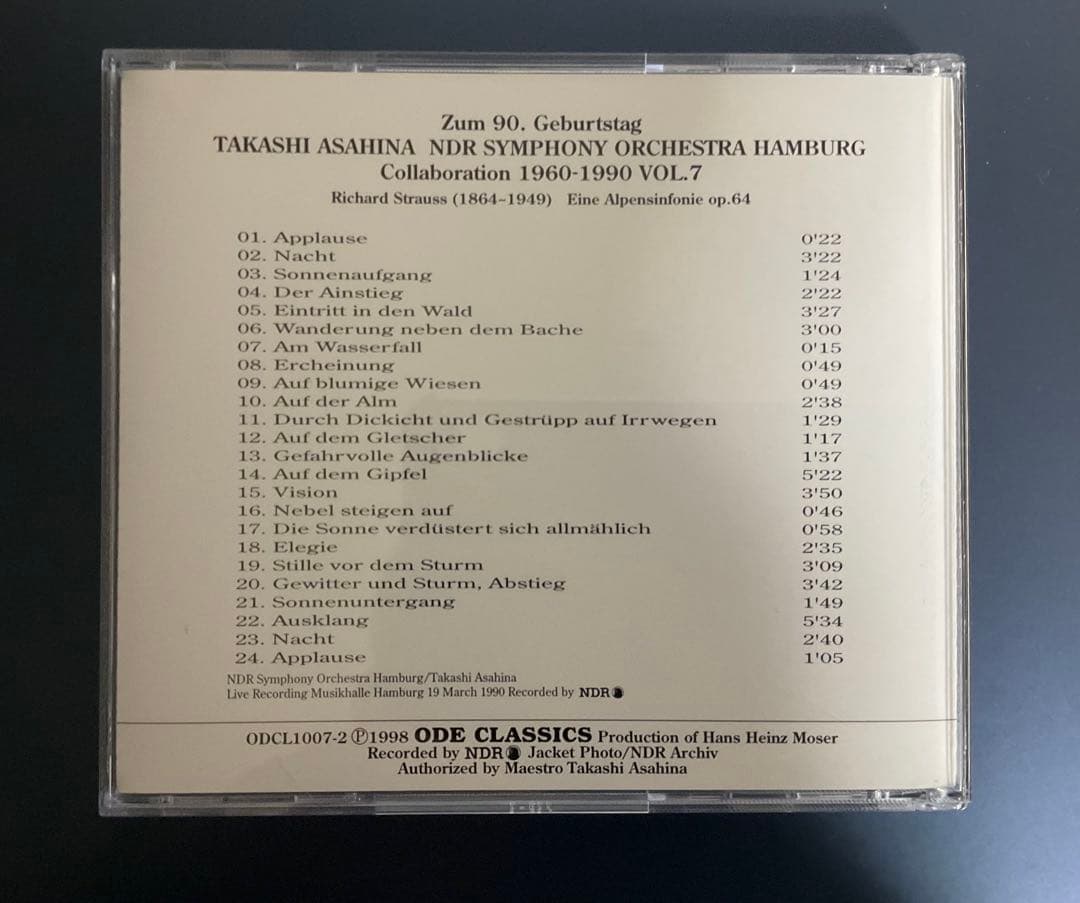 Zum 90. Geburtstag
TAKASHI ASAHINA NDR SYMPHONY ORCHESTRA HAMBURG
Collaboration 1960-1990 VOL.7
Richard Strauss (1864~1949) Eine Alpensinfonie op.64
01. Applause 0'22
02. Nacht 3'22
03. Sonnenaufgang 1'24
04. Der Ainstieg 2'22
05. Eintritt in den Wald 3'27
06. Wanderung neben dem Bache 3'00
07. Am Wasserfall 0'15
08. Ercheinung 0'49
09. Auf blumige Wiesen 0'49
10. Auf der Alm 2'38
11. Durch Dickicht und Gestrüpp auf Irrwegen 1'29
12. Auf dem Gletscher 1'17
13. Gefahrvolle Augenblicke 1'37
14. Auf dem Gipfel 5'22
15. Vision 3'50
16. Nebel steigen auf 0'46
17. Die Sonne verdüstert sich allmählich 0'58
18. Elegie 2'35
19. Stille vor dem Sturm 3'09
20. Gewitter und Sturm, Abstieg 3'42
21. Sonnenuntergang 1'49
22. Ausklang 5'34
23. Nacht 2'40
24. Applause 1'05
NDR Symphony Orchestra Hamburg/Takashi Asahina
Live Recording Musikhalle Hamburg 19 March 1990 Recorded by NDR
ODCL1007-2 Ⓟ1998 ODE CLASSICS Production of Hans Heinz Moser
Recorded by NDR Jacket Photo/NDR Archiv
Authorized by Maestro Takashi Asahina